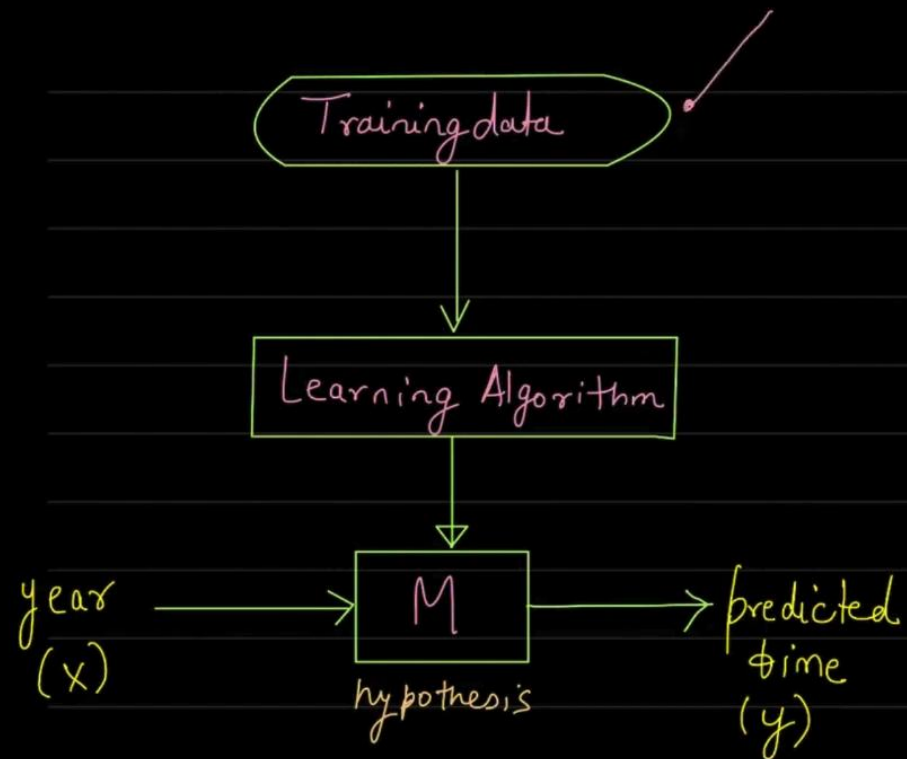 Training data
Learning Algorithm
year
(x)
M
hypothesis
predicted
time
(y)